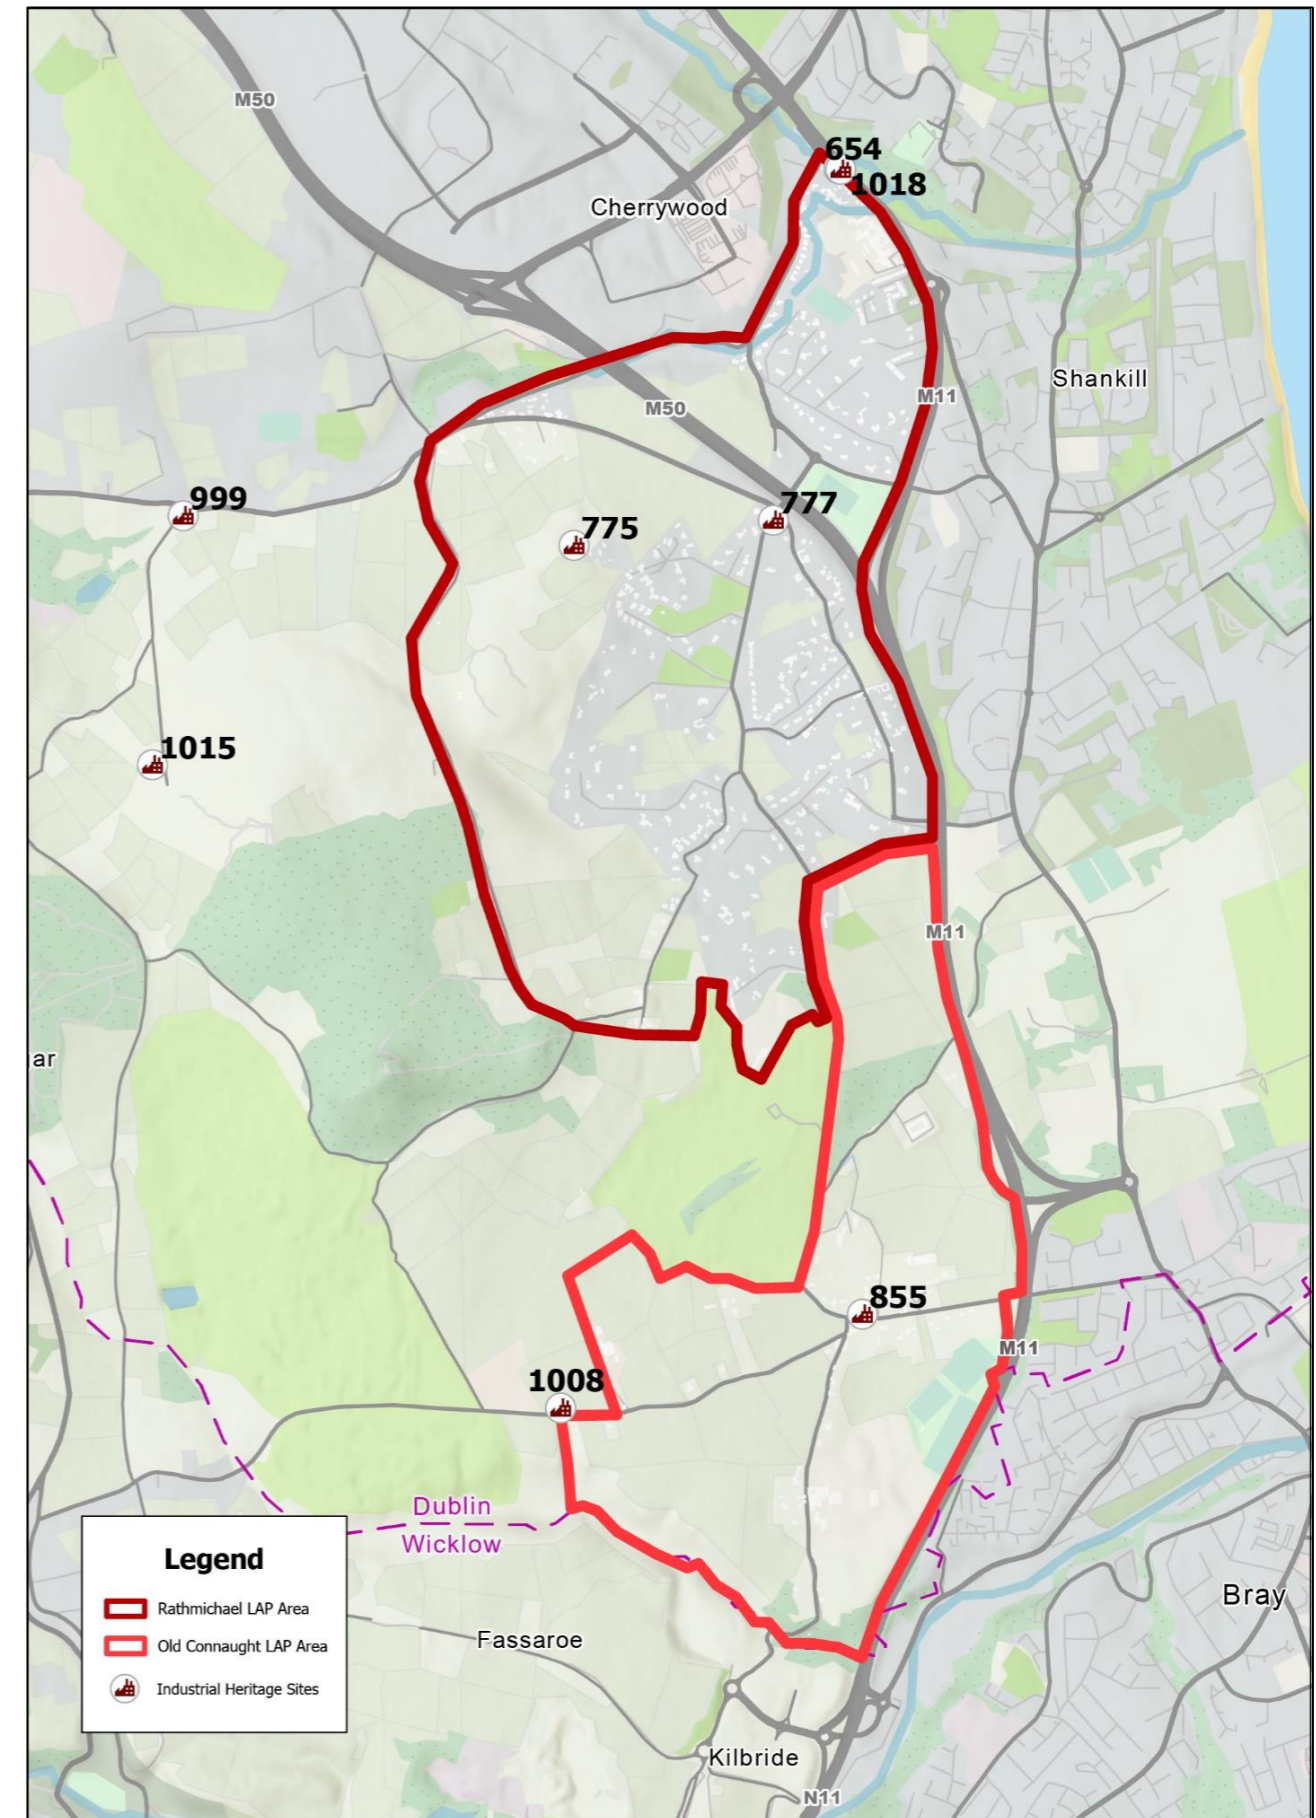 M50
654
1018
Cherrywood
Shankill
M11
M50
999
777
775
1015
M11
ar
855
M11
1008
Dublin
Wicklow
Legend
Rathmichael LAP Area
Old Connaught LAP Area
Industrial Heritage Sites
Bray
Fassaroe
Kilbride
N11